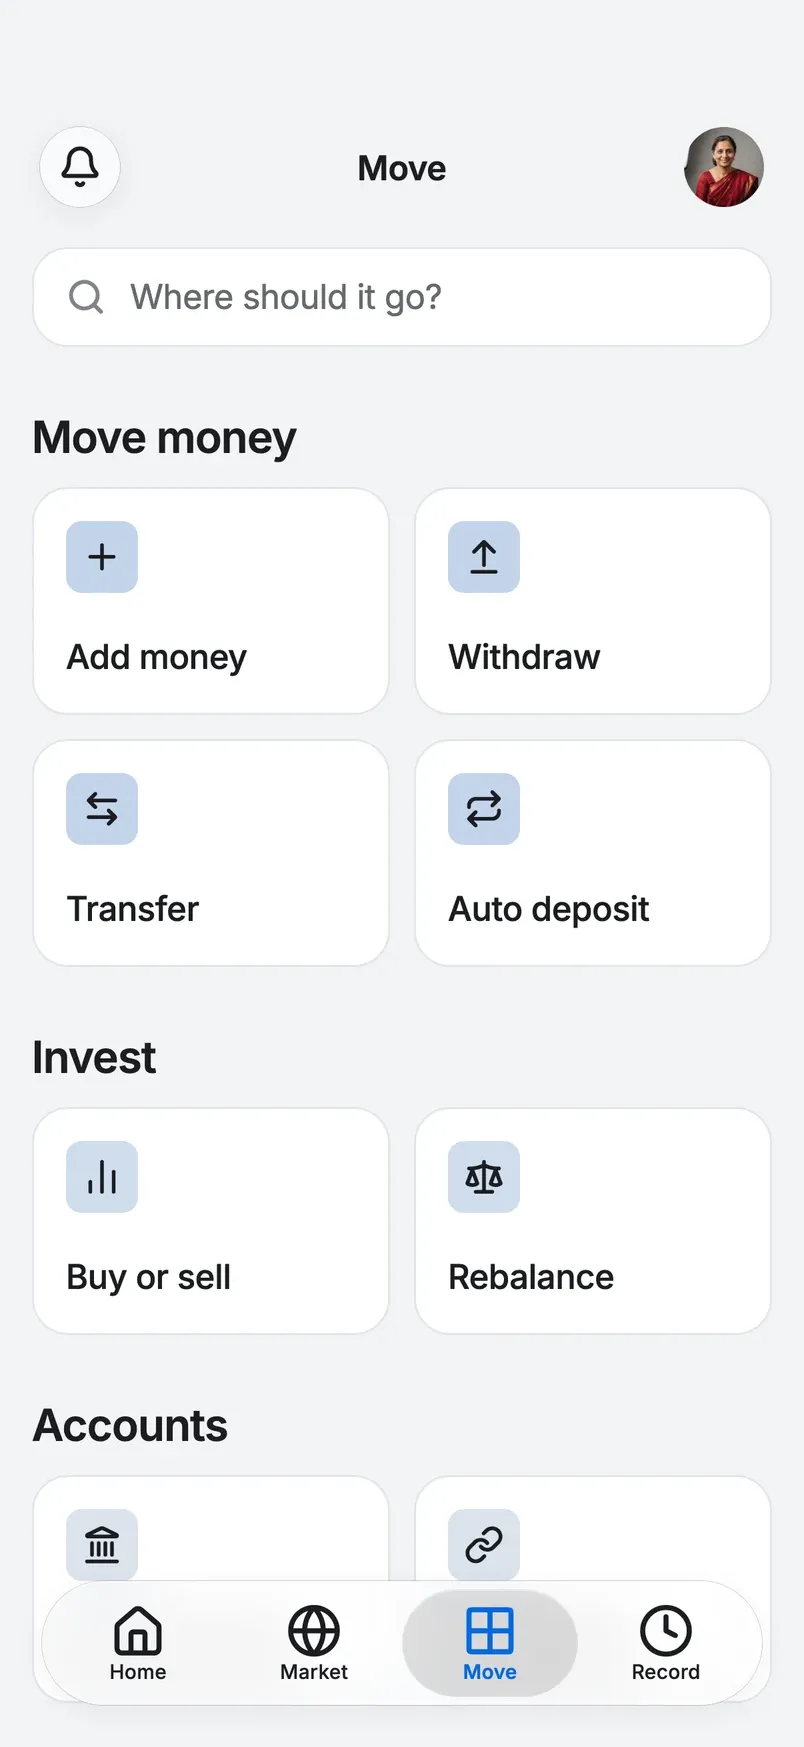 Move
Where should it go?
Move money
Add money
Withdraw
Transfer
Auto deposit
Invest
Buy or sell
Rebalance
Accounts
Home
Market
Move
Record